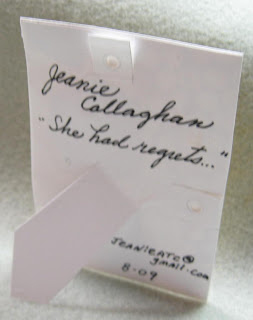 Jeanie
Callaghan
"She had regrets..."
JEANIEATC@
gmail.com
8-09